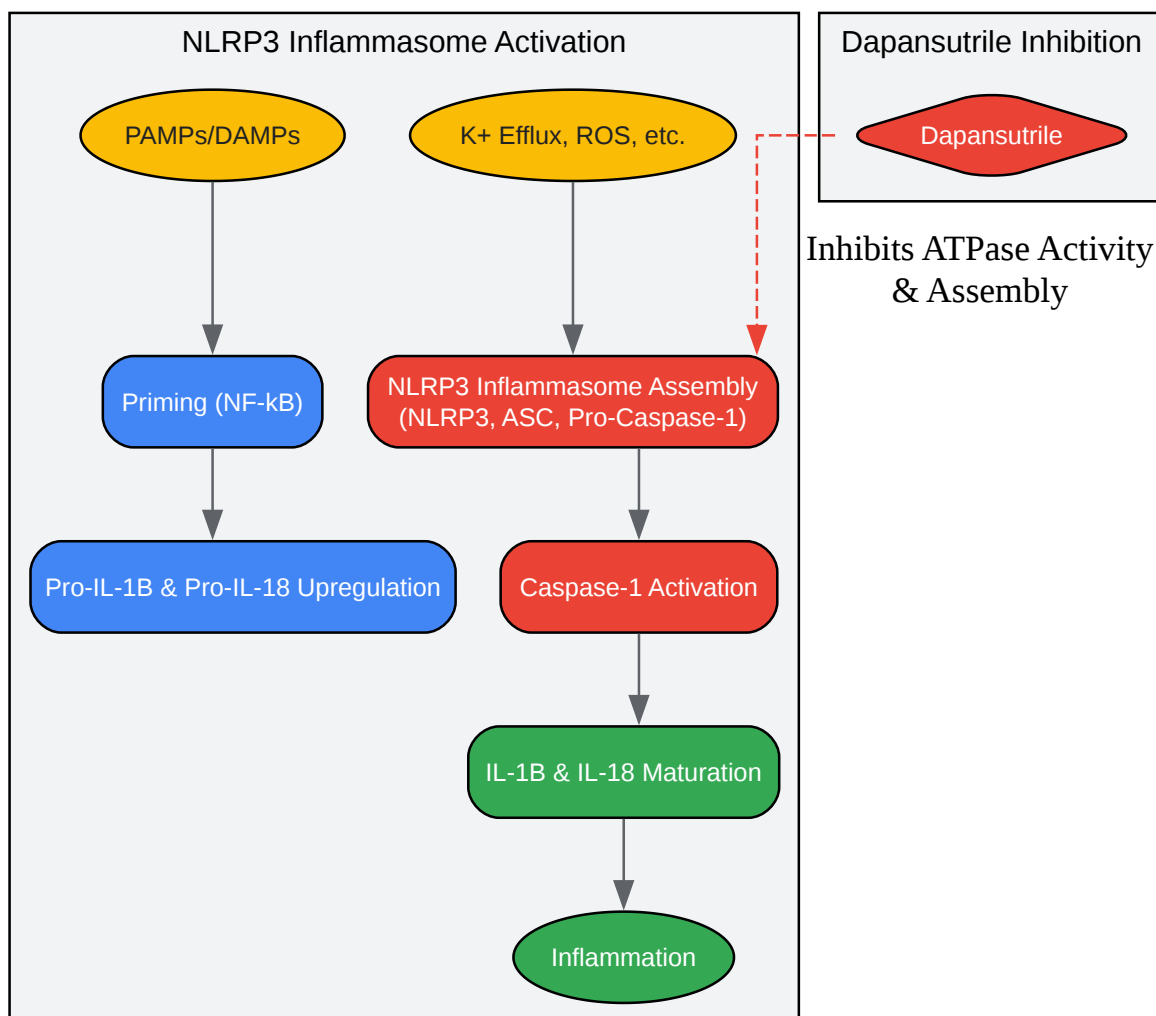 NLRP3 Inflammasome Activation
Dapansutrile Inhibition
PAMPs/DAMPs
K+ Efflux, ROS, etc.
Dapansutrile
Inhibits ATPase Activity
& Assembly
Priming (NF-kB)
NLRP3 Inflammasome Assembly
(NLRP3, ASC, Pro-Caspase-1)
Pro-IL-1B & Pro-IL-18 Upregulation
Caspase-1 Activation
IL-1B & IL-18 Maturation
Inflammation